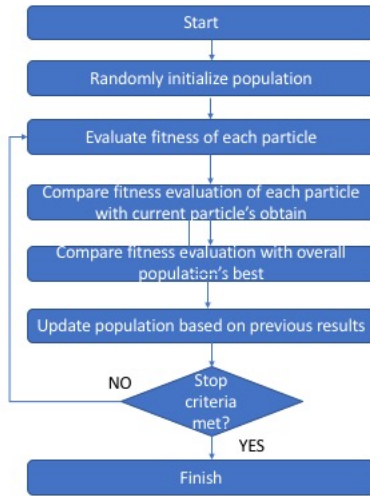 Start
Randomly initialize population
Evaluate fitness of each particle
Compare fitness evaluation of each particle
with current particle's obtain
Compare fitness evaluation with overall
population's best
Update population based on previous results
Stop
NO
criteria
met?
YES
Finish